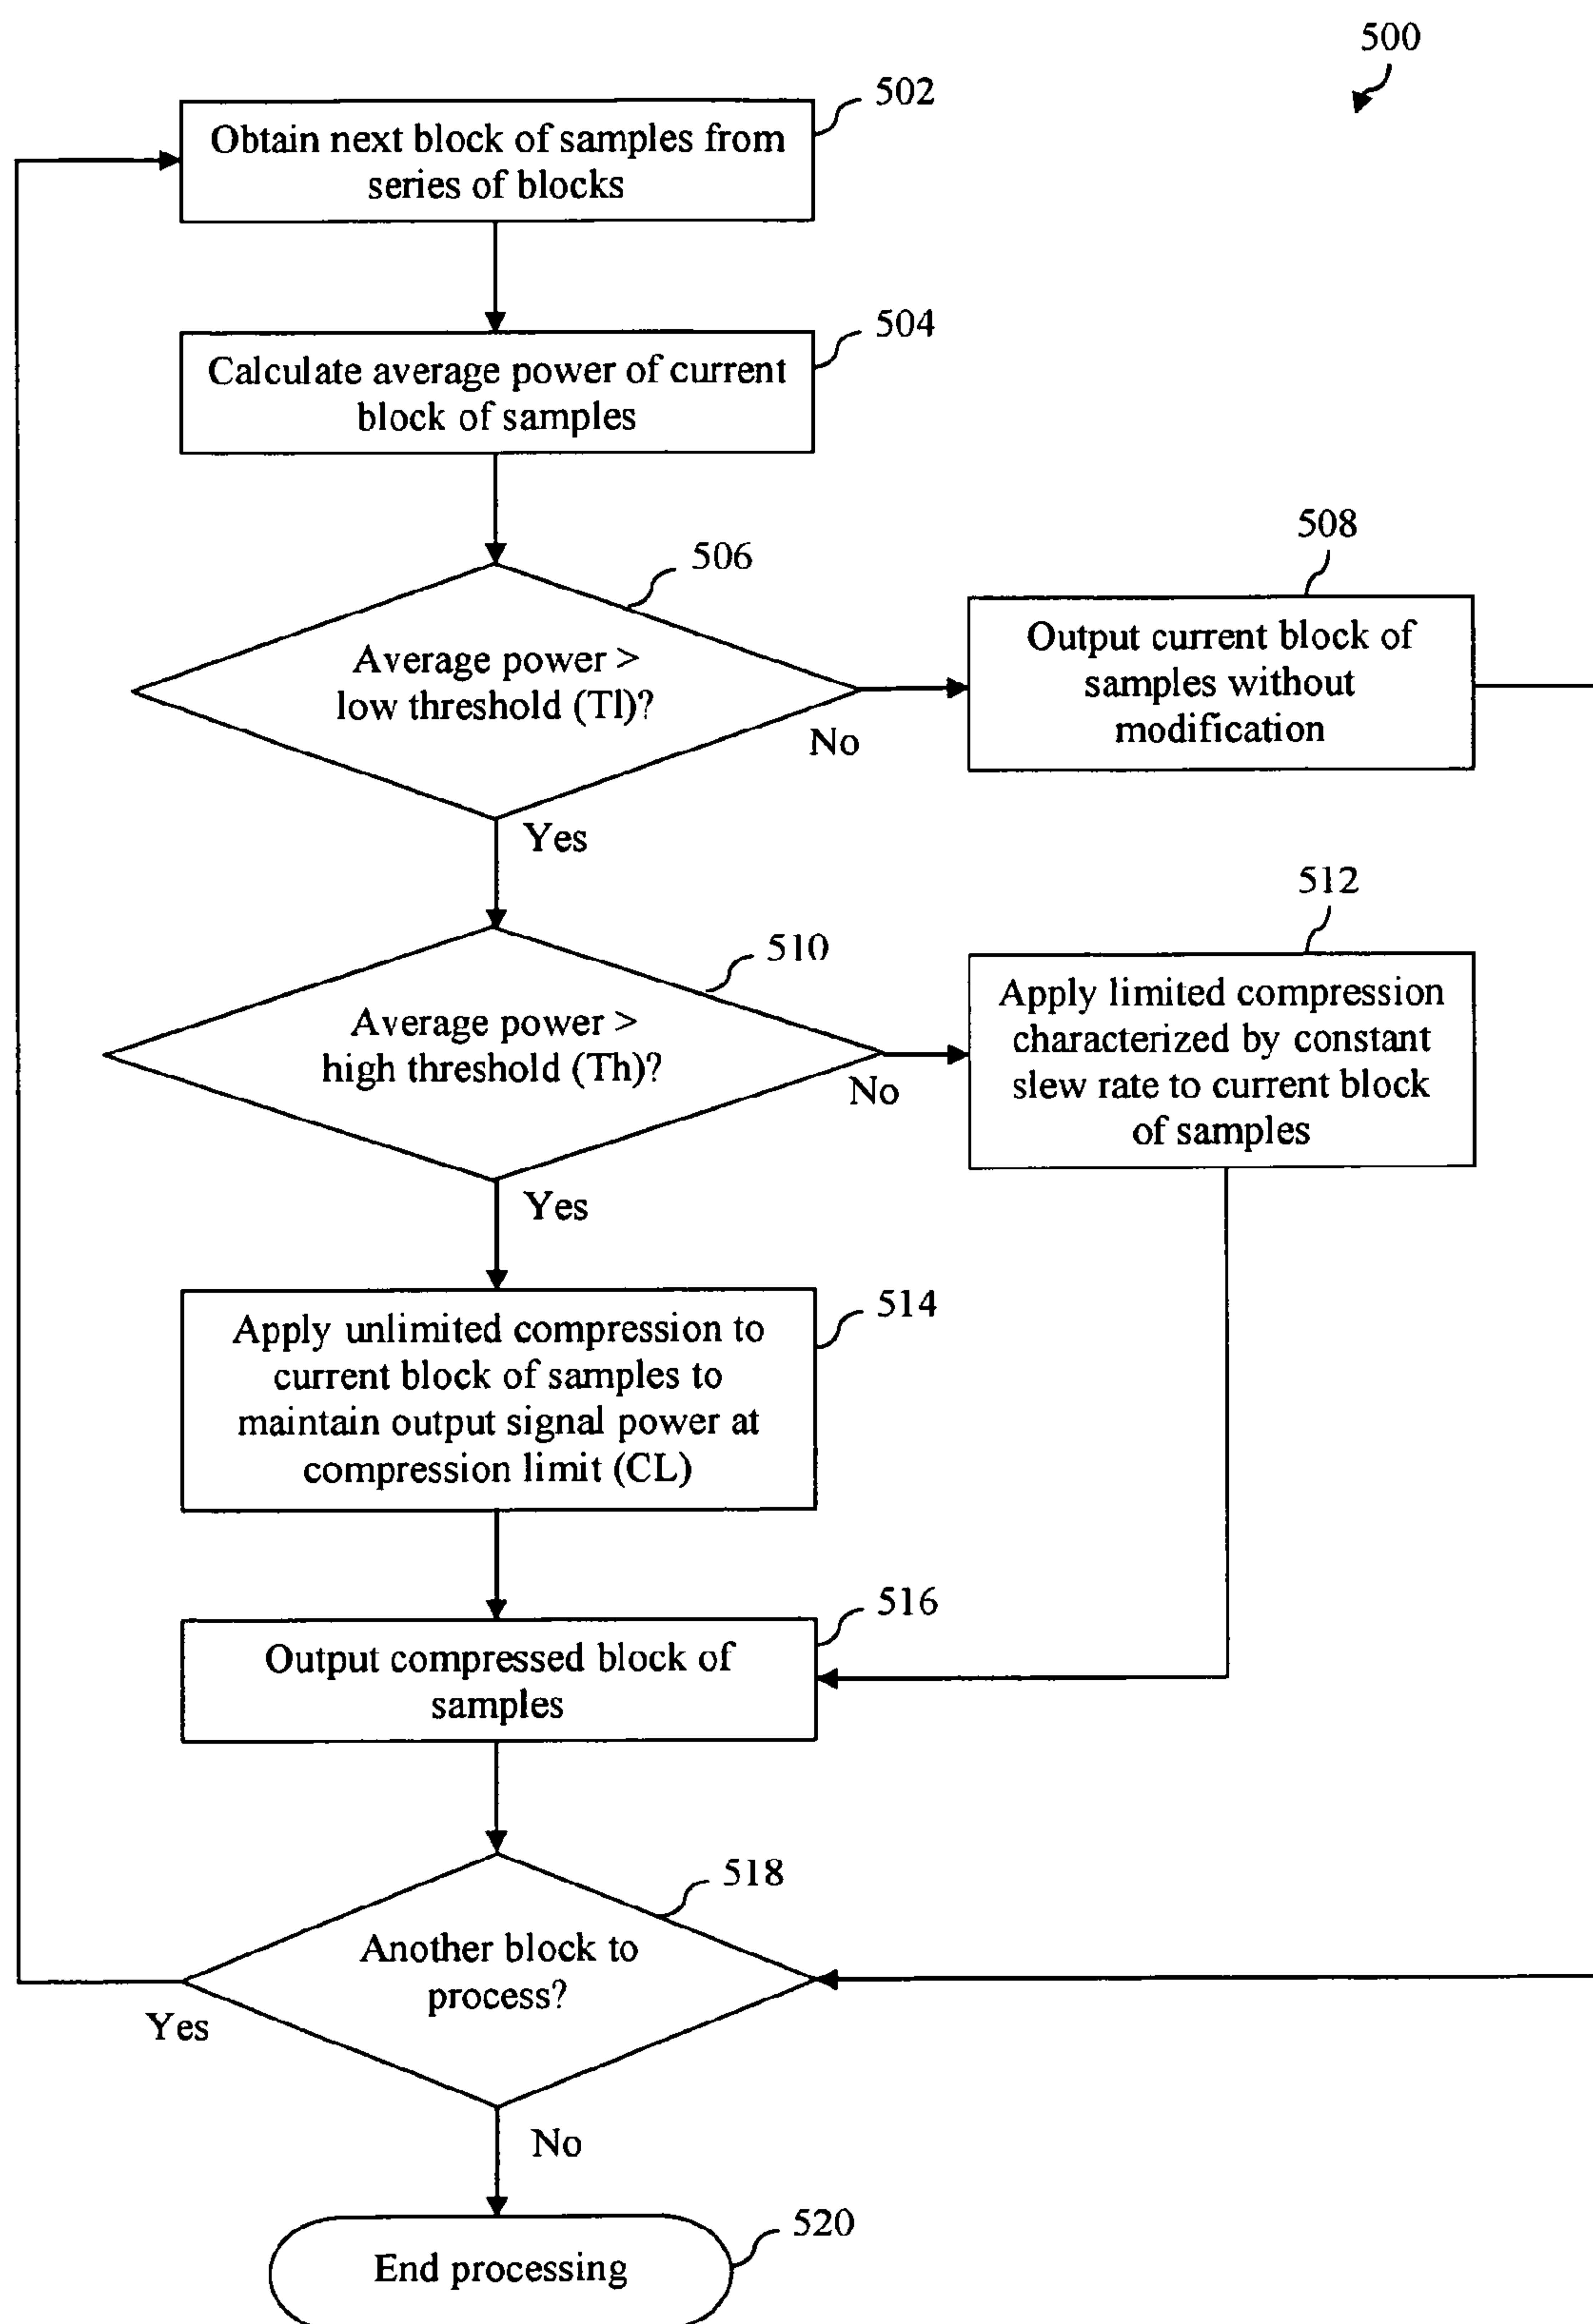 500
502
Obtain next block of samples from
series of blocks
504
Calculate average power of current
block of samples
506
Average power >
low threshold (Tl)?
No
Yes
508
Output current block of
samples without
modification
510
Average power >
high threshold (Th)?
No
Yes
512
Apply limited compression
characterized by constant
slew rate to current block
of samples
514
Apply unlimited compression to
current block of samples to
maintain output signal power at
compression limit (CL)
516
Output compressed block of
samples
518
Another block to
process?
Yes
No
520
End processing